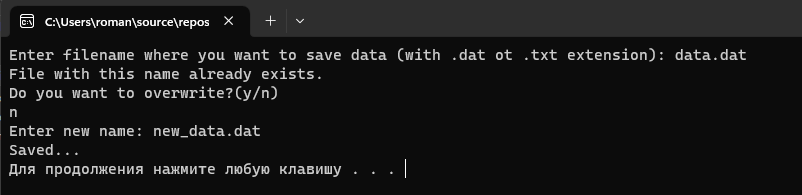 C:\Users\roman\source\repos
Enter filename where you want to save data (with .dat ot .txt extension): data.dat
File with this name already exists.
Do you want to overwrite?(y/n)
n
Enter new name: new_data.dat
Saved...
Для продолжения нажмите любую клавишу . . .